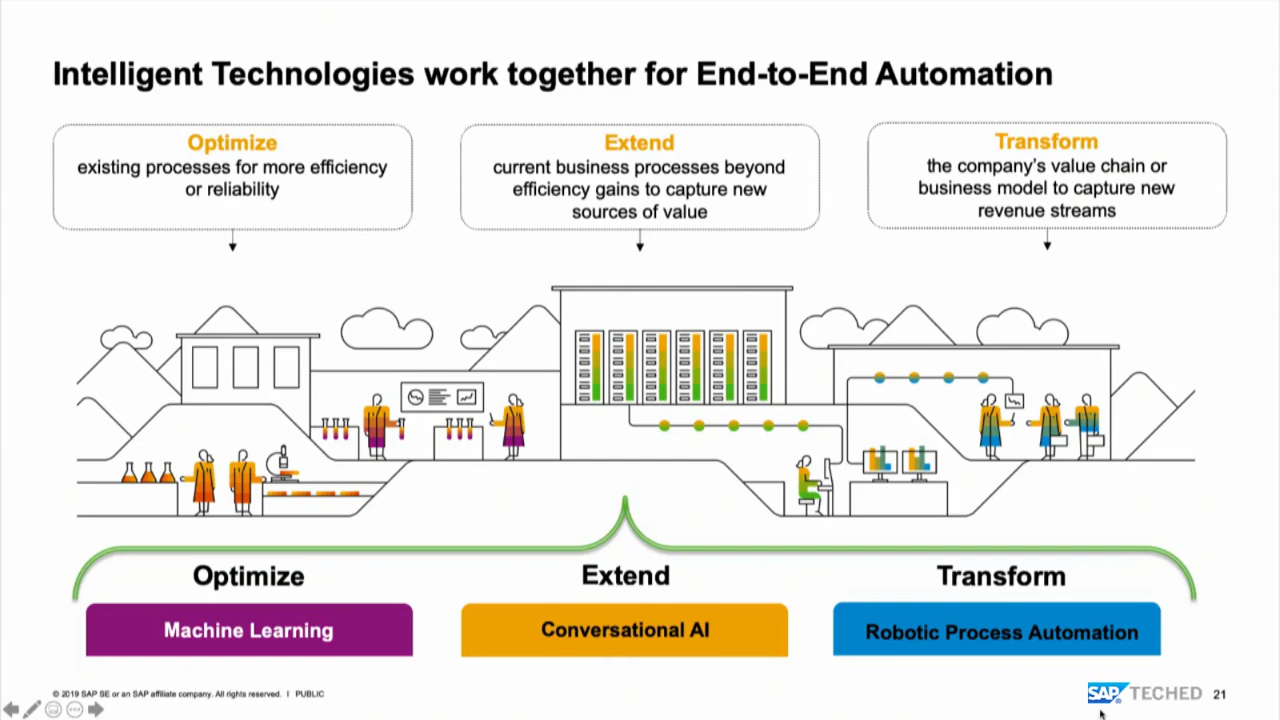 Intelligent Technologies work together for End-to-End Automation
Optimize
existing processes for more efficiency
or reliability
Extend
current business processes beyond
efficiency gains to capture new
sources of value
Transform
the company's value chain or
business model to capture new
revenue streams
Optimize
Extend
Transform
Machine Learning
Conversational AI
Robotic Process Automation
© 2019 SAP SE or an SAP affiliate company. All rights reserved. I PUBLIC
SAP TECHED 21